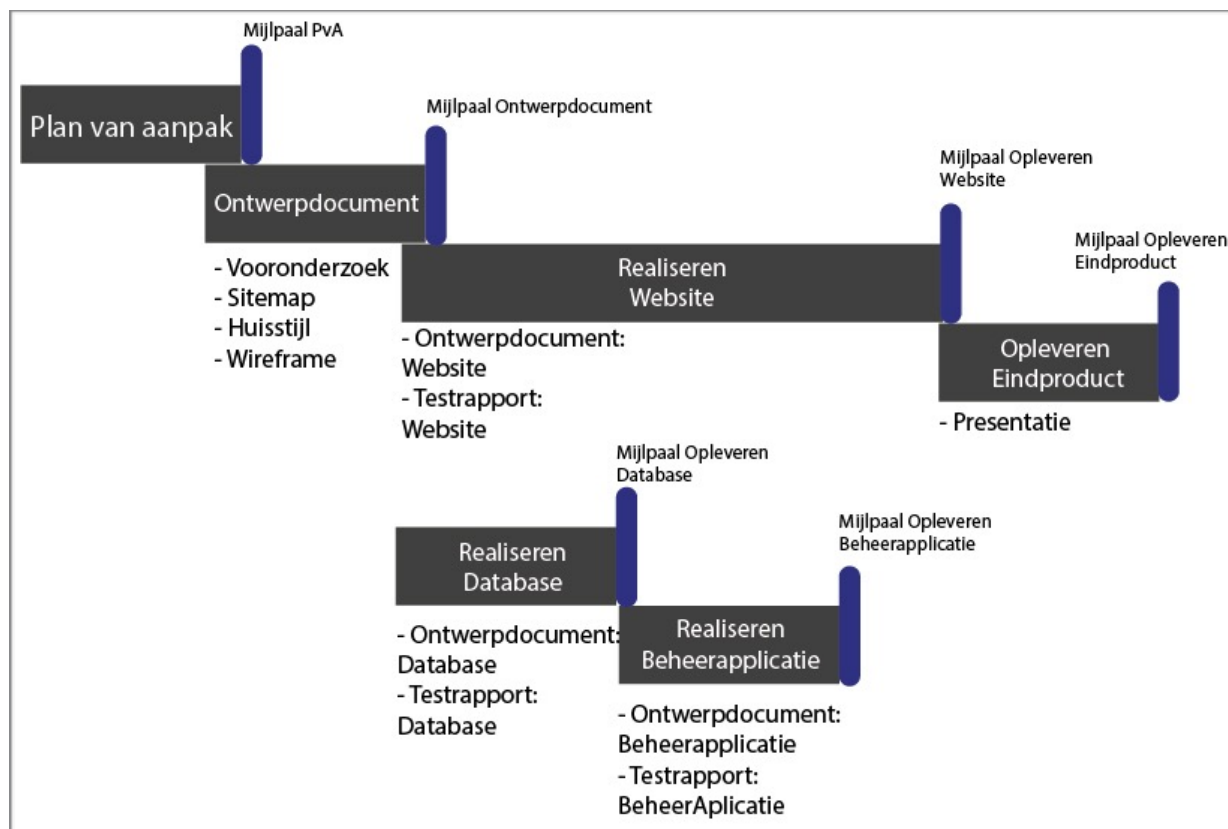 Mijlpaal PvA
Plan van aanpak
Mijlpaal Ontwerpdocument
Ontwerpdocument
- Vooronderzoek
- Sitemap
- Huisstijl
- Wireframe
Mijlpaal Opleveren
Website
Realiseren
Website
- Ontwerpdocument:
Website
- Testrapport:
Website
Mijlpaal Opleveren
Eindproduct
Opleveren
Eindproduct
- Presentatie
Mijlpaal Opleveren
Database
Realiseren
Database
- Ontwerpdocument:
Database
- Testrapport:
Database
Mijlpaal Opleveren
Beheerapplicatie
Realiseren
Beheerapplicatie
- Ontwerpdocument:
Beheerapplicatie
- Testrapport:
BeheerAplicatie